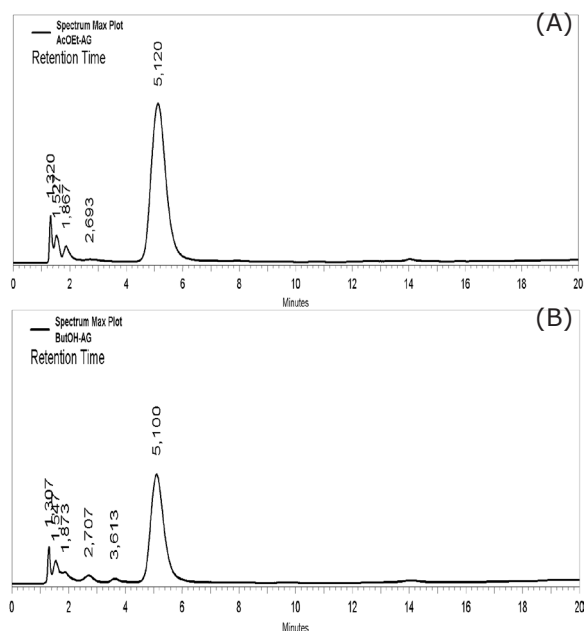 (A)
Spectrum Max Plot
AcOEt-AG
Retention Time
1,320
1,527
1,867
2,693
5,120
0 2 4 6 8 10 12 14 16 18 20
Minutes
(B)
Spectrum Max Plot
ButOH-AG
Retention Time
1,307
1,547
1,873
2,707
3,613
5,100
0 2 4 6 8 10 12 14 16 18 20
Minutes